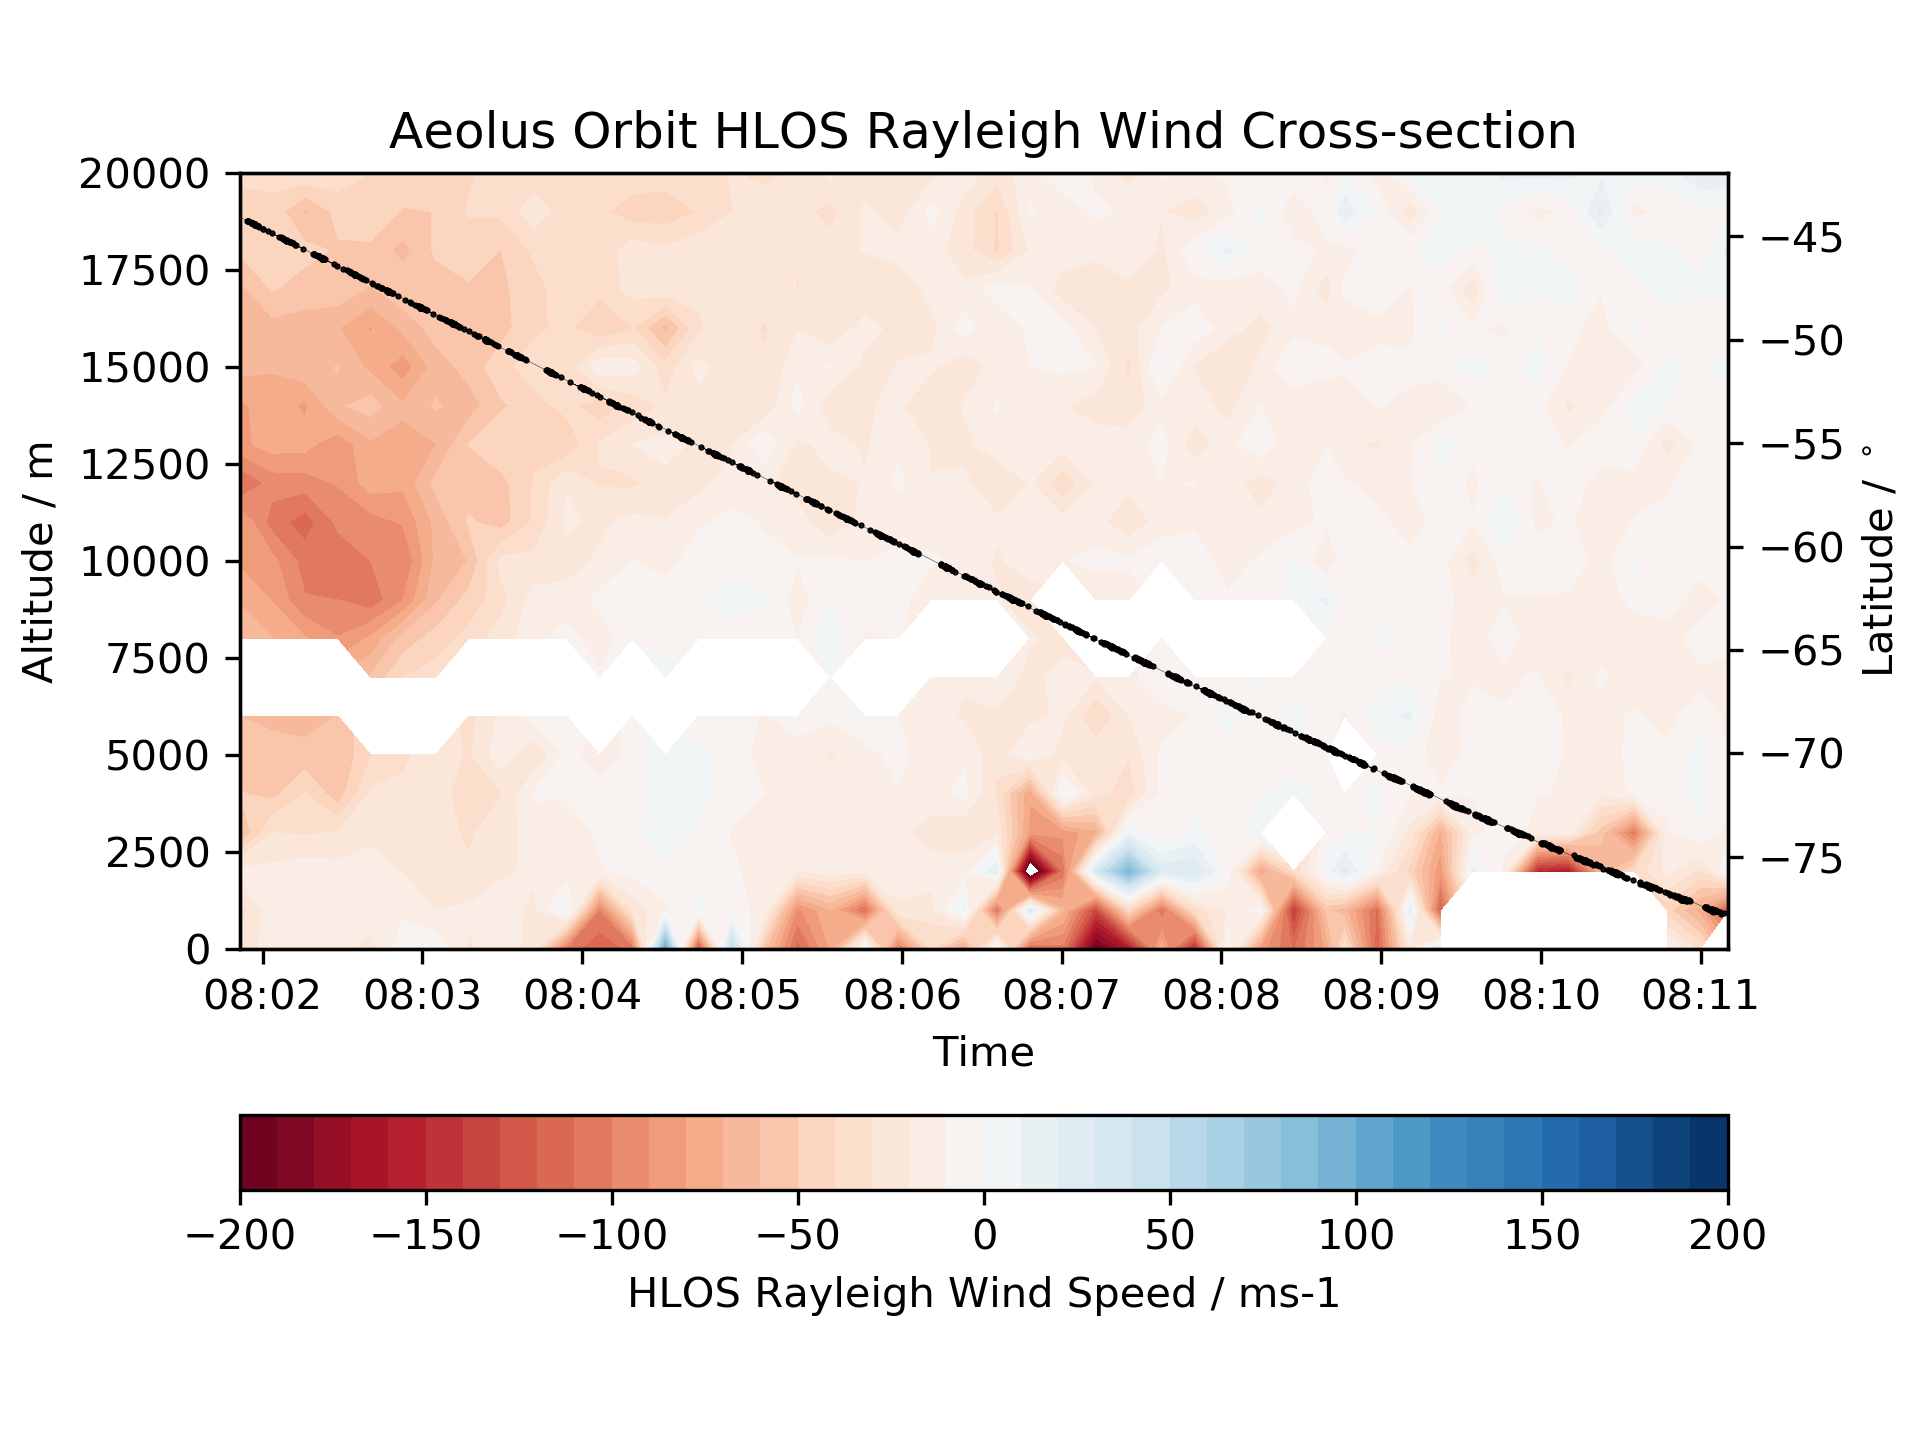 Aeolus Orbit HLOS Rayleigh Wind Cross-section
20000
17500
15000
12500
10000
7500
5000
2500
0
Altitude / m
−45
−50
−55
−60
−65
−70
−75
Latitude / °
08:02 08:03 08:04 08:05 08:06 08:07 08:08 08:09 08:10 08:11
Time
−200 −150 −100 −50 0 50 100 150 200
HLOS Rayleigh Wind Speed / ms-1